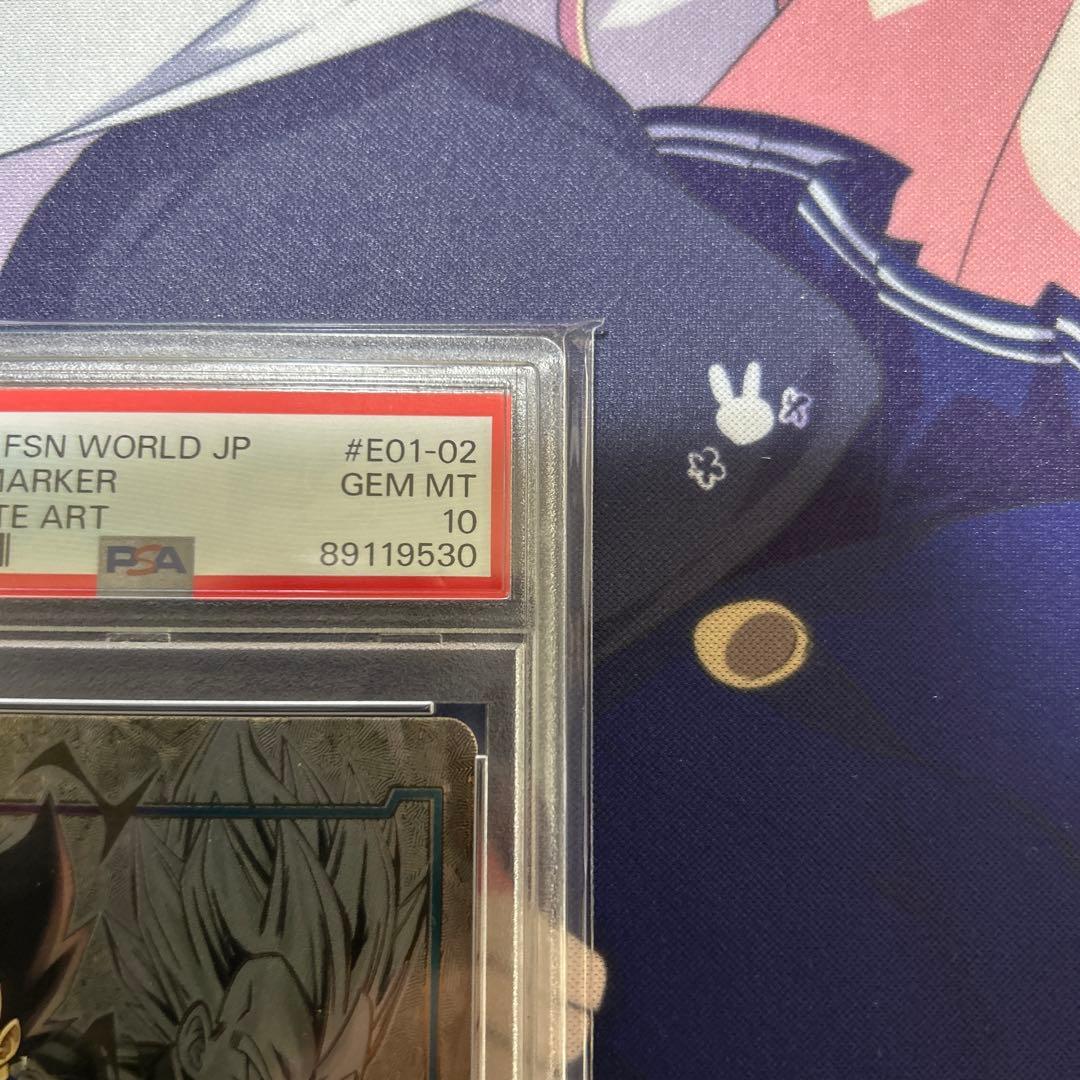 FSN WORLD JP #E01-02
MARKER GEM MT
TE ART 10
PSA 89119530